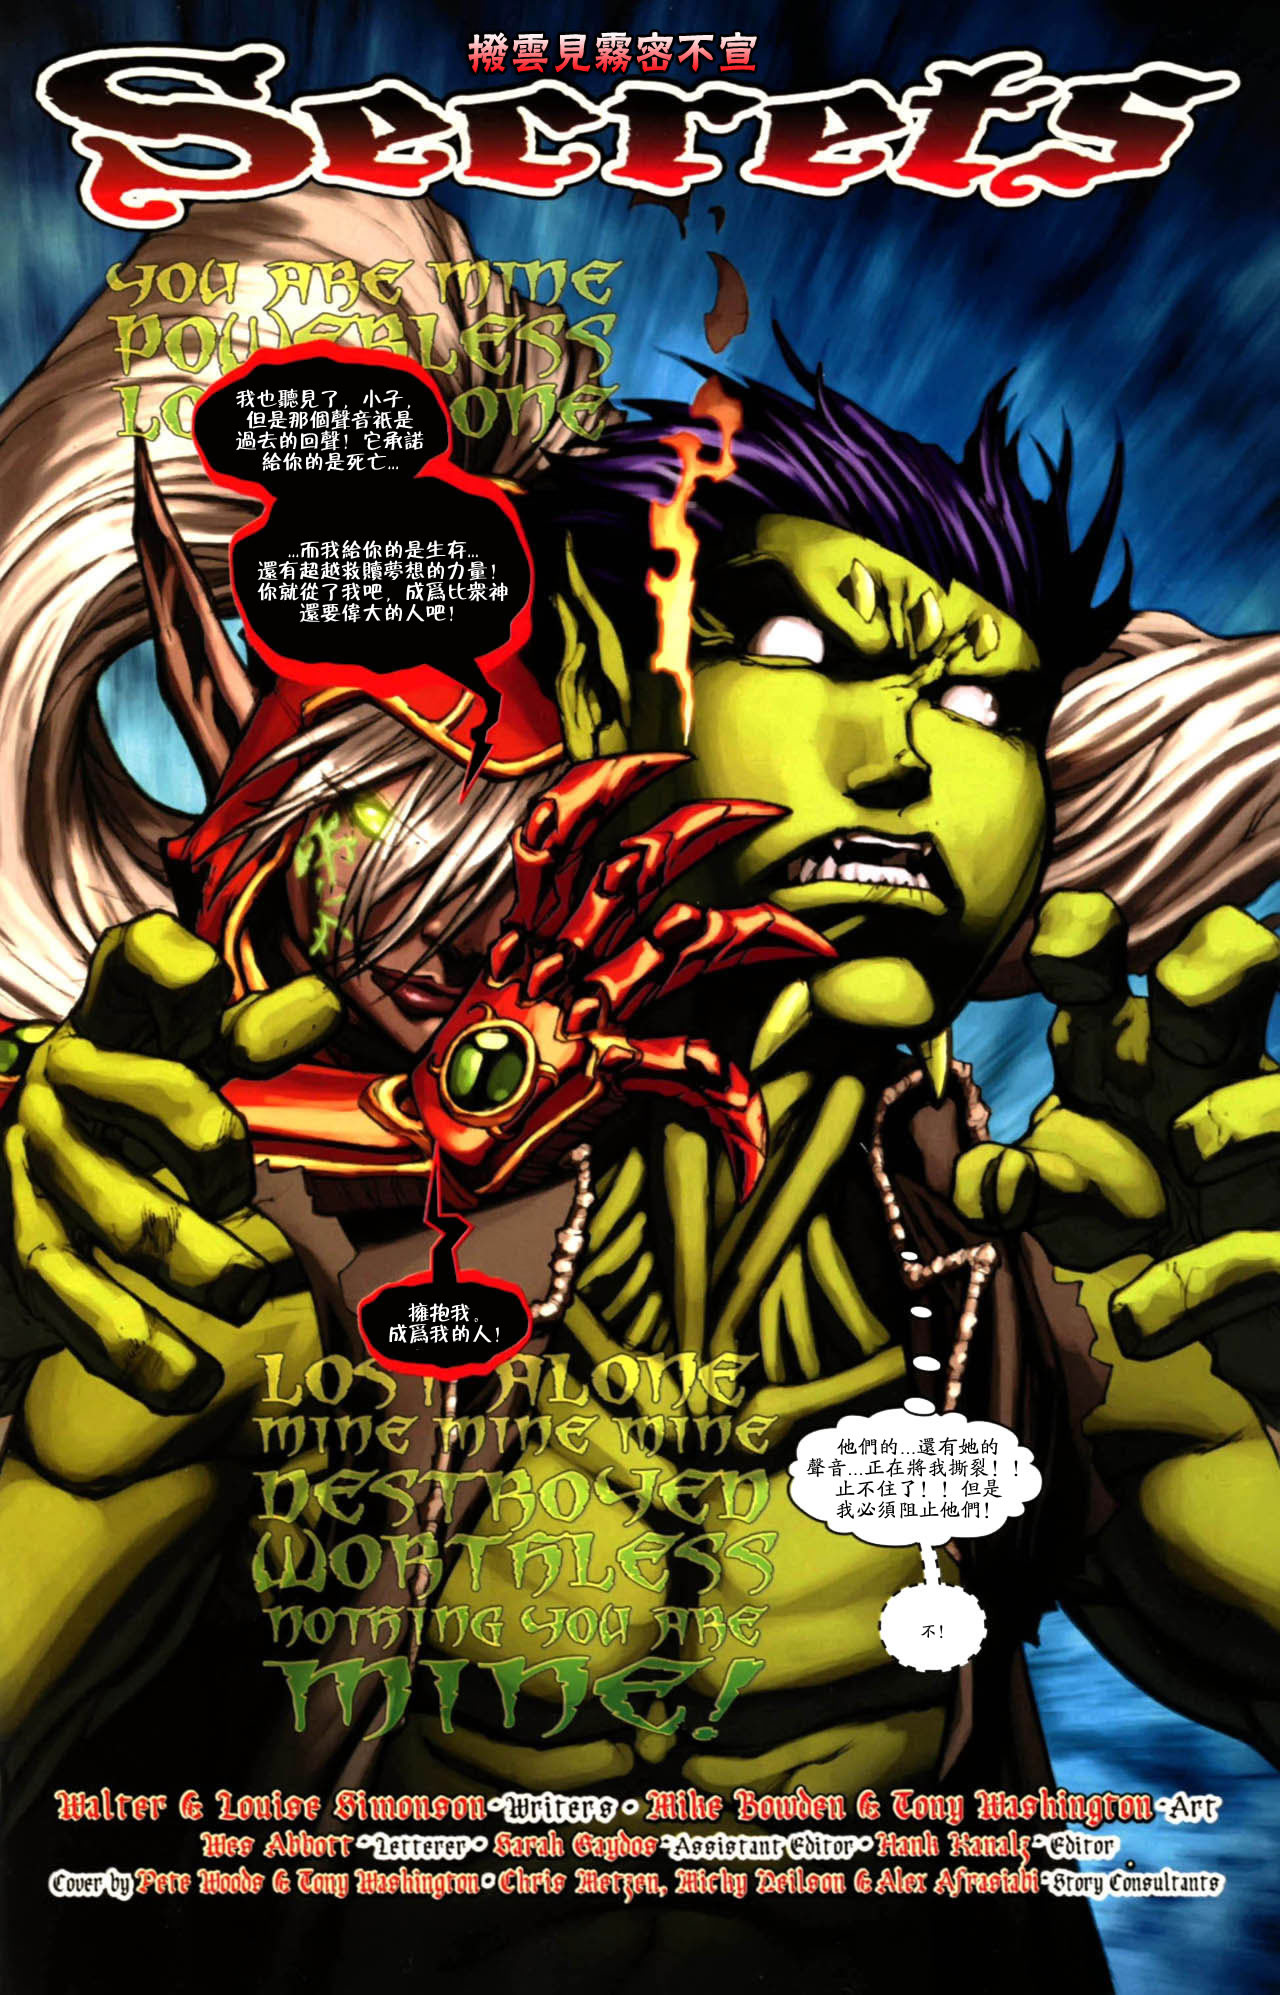 撥雲見霧密不宣
Secrets
YOU ARE MINE
POWERLESS
ONE
我也聽見了，小子，
但是那個聲音祇是
過去的回聲！它承諾
給你的是死亡...
...而我給你的是生存...
還有超越救贖夢想的力量！
你就從了我吧，成爲比衆神
還要偉大的人吧！
擁抱我。
成爲我的人！
LOST ALONE
MINE MINE MINE
DESTROYED
WORTHLESS
NOTHING YOU ARE
MINE!
他們的...還有她的
聲音...正在將我撕裂！！
止不住了！！但是
我必須阻止他們！
不！
Walter & Louise Simonson - Writers · Mike Bowden & Tony Washington - Art
Wes Abbott - Letterer · Sarah Gaydos - Assistant Editor · Hank Kanalz - Editor
Cover by Pete Woods & Tony Washington · Chris Metzen, Micky Neilson & Alex Afrasiabi - Story Consultants